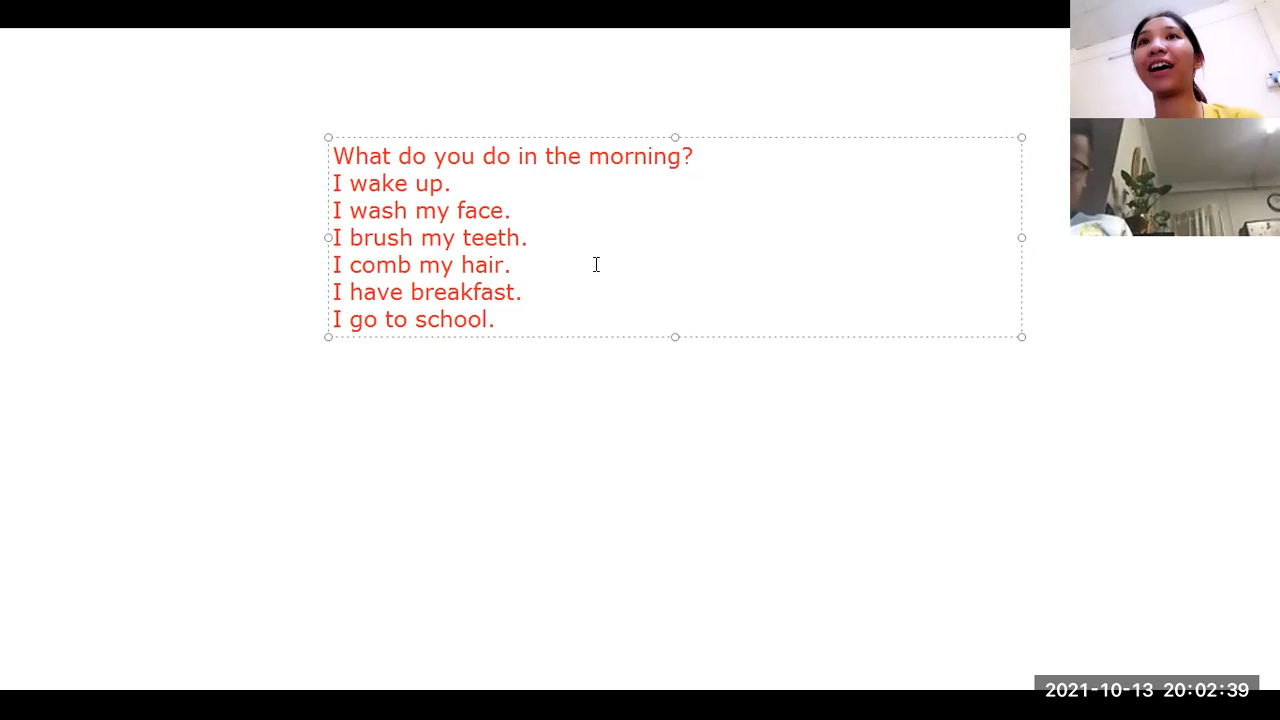 What do you do in the morning?
I wake up.
I wash my face.
I brush my teeth.
I comb my hair.
I have breakfast.
I go to school.
2021-10-13 20:02:39